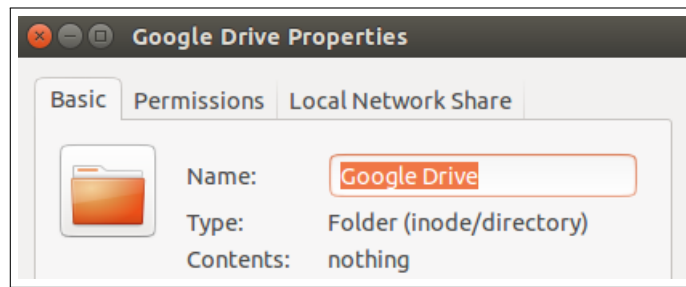 Google Drive Properties
Basic Permissions Local Network Share
Name: Google Drive
Type: Folder (inode/directory)
Contents: nothing